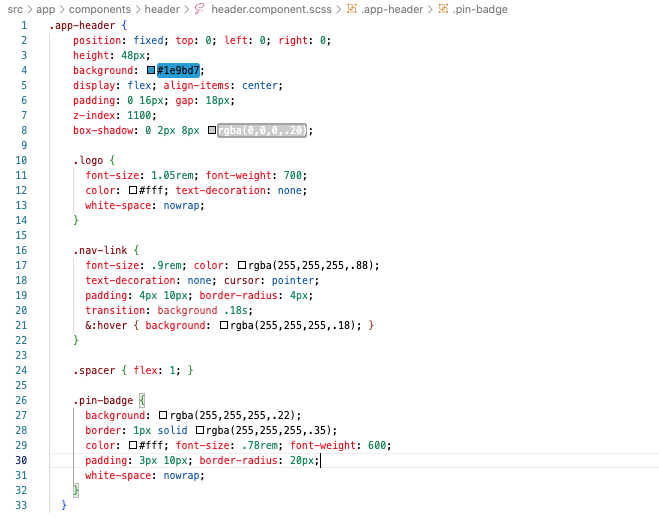 src > app > components > header > header.component.scss > .app-header > .pin-badge
1 .app-header {
2 position: fixed; top: 0; left: 0; right: 0;
3 height: 48px;
4 background: #1e9bd7;
5 display: flex; align-items: center;
6 padding: 0 16px; gap: 18px;
7 z-index: 1100;
8 box-shadow: 0 2px 8px rgba(0,0,0,.20);
9
10 .logo {
11 font-size: 1.05rem; font-weight: 700;
12 color: #fff; text-decoration: none;
13 white-space: nowrap;
14 }
15
16 .nav-link {
17 font-size: .9rem; color: rgba(255,255,255,.88);
18 text-decoration: none; cursor: pointer;
19 padding: 4px 10px; border-radius: 4px;
20 transition: background .18s;
21 &:hover { background: rgba(255,255,255,.18); }
22 }
23
24 .spacer { flex: 1; }
25
26 .pin-badge {
27 background: rgba(255,255,255,.22);
28 border: 1px solid rgba(255,255,255,.35);
29 color: #fff; font-size: .78rem; font-weight: 600;
30 padding: 3px 10px; border-radius: 20px;
31 white-space: nowrap;
32 }
33 }